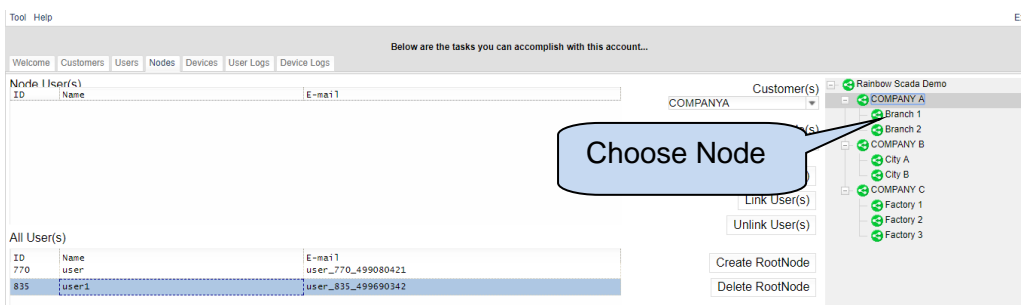 Tool Help
Below are the tasks you can accomplish with this account...
Welcome Customers Users Nodes Devices User Logs Device Logs
Node User(s)
ID Name E-mail
Customer(s)
COMPANYA
Choose Node
Link User(s)
Unlink User(s)
Create RootNode
Delete RootNode
All User(s)
ID Name E-mail
770 user user_770_499080421
835 user1 user_835_499690342
Rainbow Scada Demo
COMPANY A
Branch 1
Branch 2
COMPANY B
City A
City B
COMPANY C
Factory 1
Factory 2
Factory 3